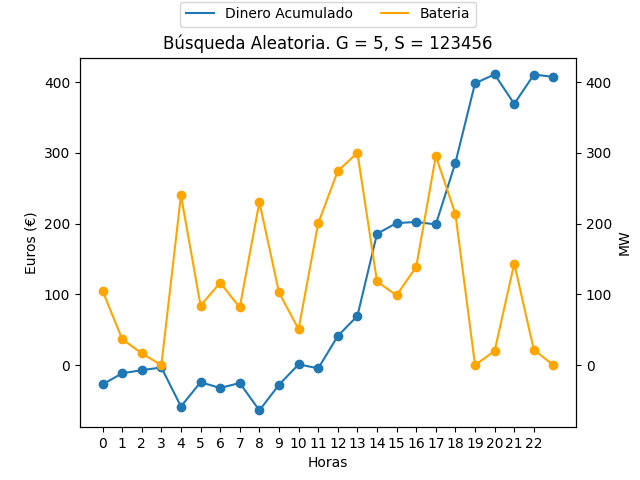 Dinero Acumulado Bateria
Búsqueda Aleatoria. G = 5, S = 123456
400 400
300 300
200 200
100 100
0 0
Euros (€)
MW
0 1 2 3 4 5 6 7 8 9 10 11 12 13 14 15 16 17 18 19 20 21 22
Horas